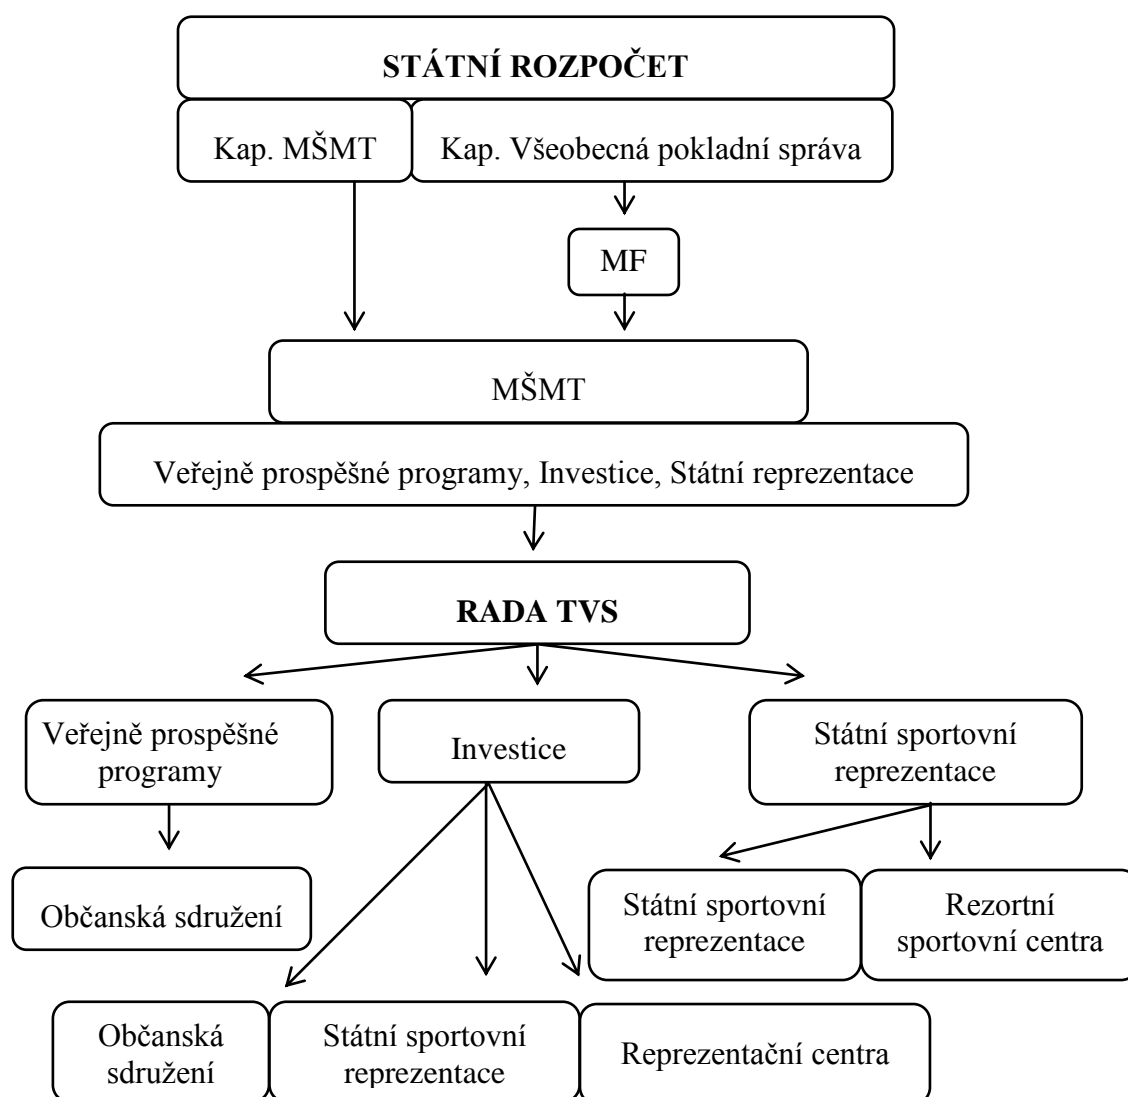 STÁTNÍ ROZPOČET
Kap. MŠMT
Kap. Všeobecná pokladní správa
MF
MŠMT
Veřejně prospěšné programy, Investice, Státní reprezentace
RADA TVS
Veřejně prospěšné
programy
Investice
Státní sportovní
reprezentace
Občanská sdružení
Státní sportovní
reprezentace
Rezortní
sportovní centra
Občanská
sdružení
Státní sportovní
reprezentace
Reprezentační centra